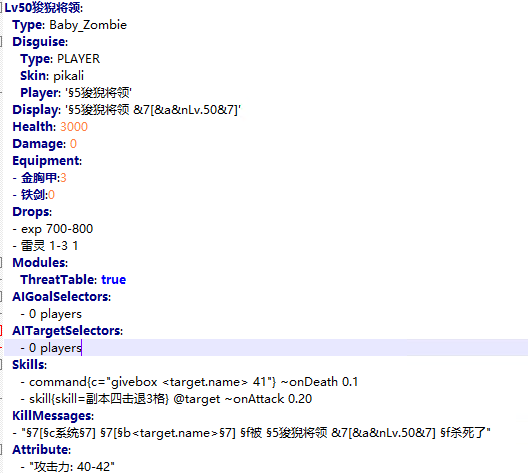 Lv50狻猊将领:
Type: Baby_Zombie
Disguise:
Type: PLAYER
Skin: pikali
Player: '§5狻猊将领'
Display: '§5狻猊将领 &7[&a&nLv.50&7]'
Health: 3000
Damage: 0
Equipment:
- 金胸甲:3
- 铁剑:0
Drops:
- exp 700-800
- 雷灵 1-3 1
Modules:
ThreatTable: true
AIGoalSelectors:
- 0 players
AITargetSelectors:
- 0 players
Skills:
- command{c="givebox <target.name> 41"} ~onDeath 0.1
- skill{skill=副本四击退3格} @target ~onAttack 0.20
KillMessages:
- "§7[§c系统§7] §7[§b<target.name>§7] §f被 §5狻猊将领 &7[&a&nLv.50&7] §f杀死了"
Attribute:
- "攻击力: 40-42"